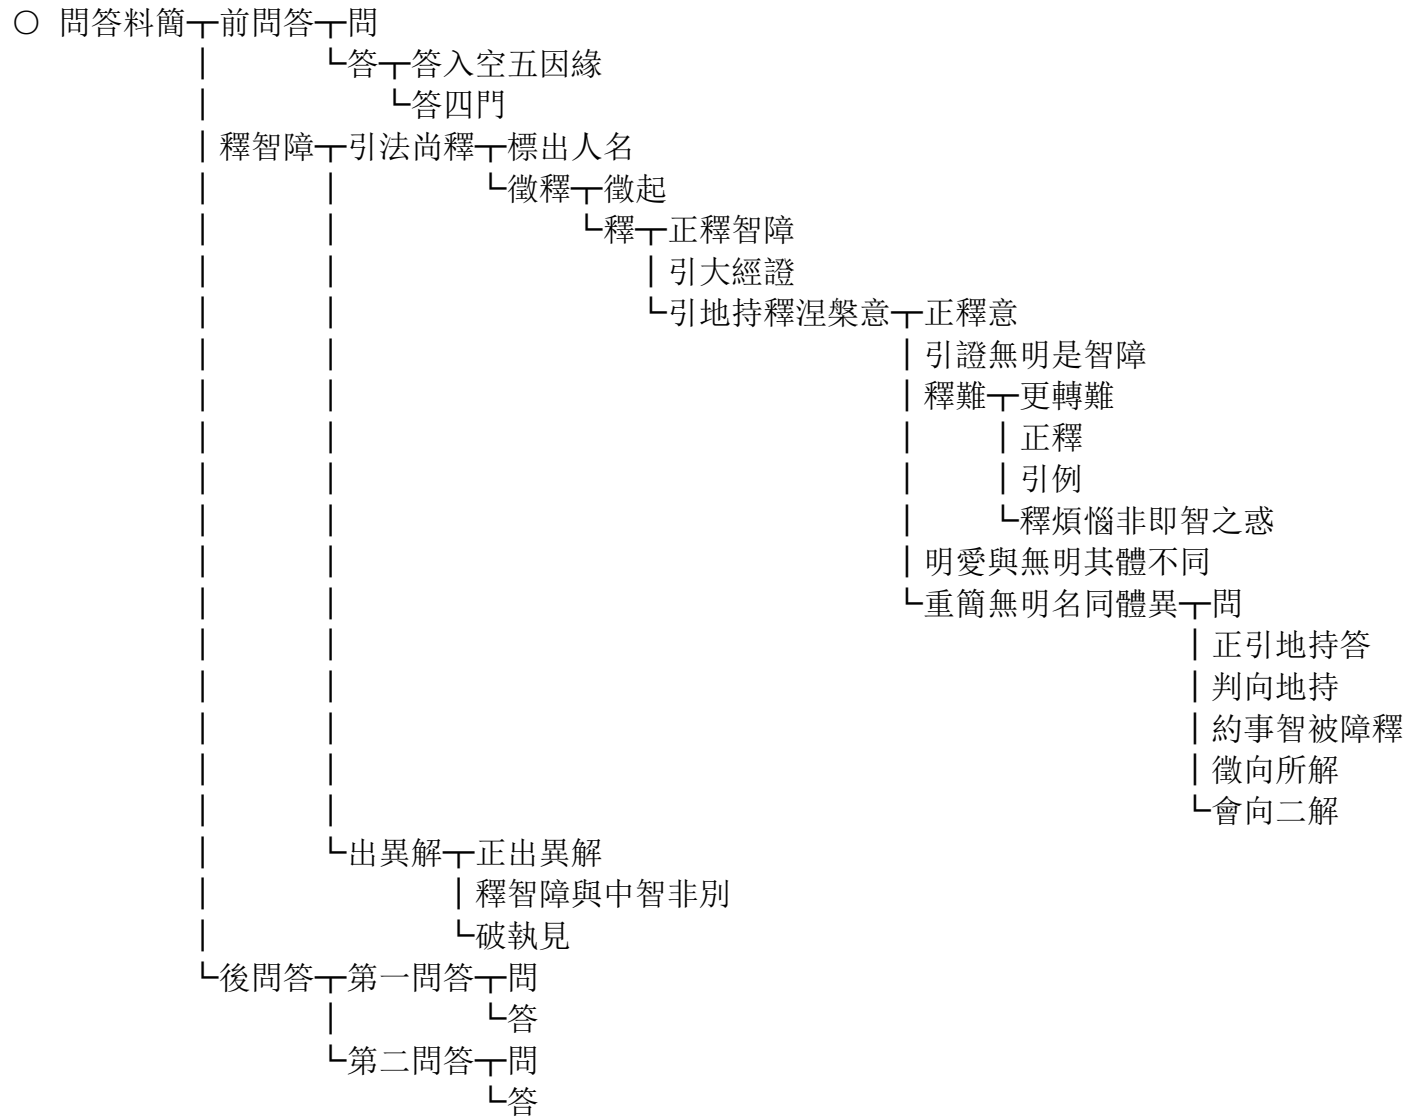 ○ 問答料簡┬前問答┬問
│ └答┬答入空五因緣
│ └答四門
│釋智障┬引法尚釋┬標出人名
│ │ └徵釋┬徵起
│ │ └釋┬正釋智障
│ │ │引大經證
│ │ └引地持釋涅槃意┬正釋意
│ │ │引證無明是智障
│ │ │釋難┬更轉難
│ │ │ │正釋
│ │ │ │引例
│ │ │ └釋煩惱非即智之惑
│ │ │明愛與無明其體不同
│ │ └重簡無明名同體異┬問
│ │ │正引地持答
│ │ │判向地持
│ │ │約事智被障釋
│ │ │徵向所解
│ │ └會向二解
│ └出異解┬正出異解
│ │釋智障與中智非別
│ └破執見
└後問答┬第一問答┬問
│ └答
└第二問答┬問
└答